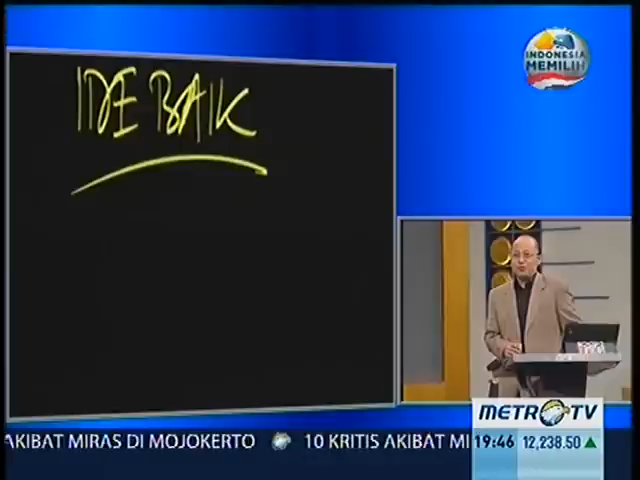 IDE BAIK
INDONESIA
MEMILIH
METRO TV
AKIBAT MIRAS DI MOJOKERTO 10 KRITIS AKIBAT MI
19:46 12,238.50